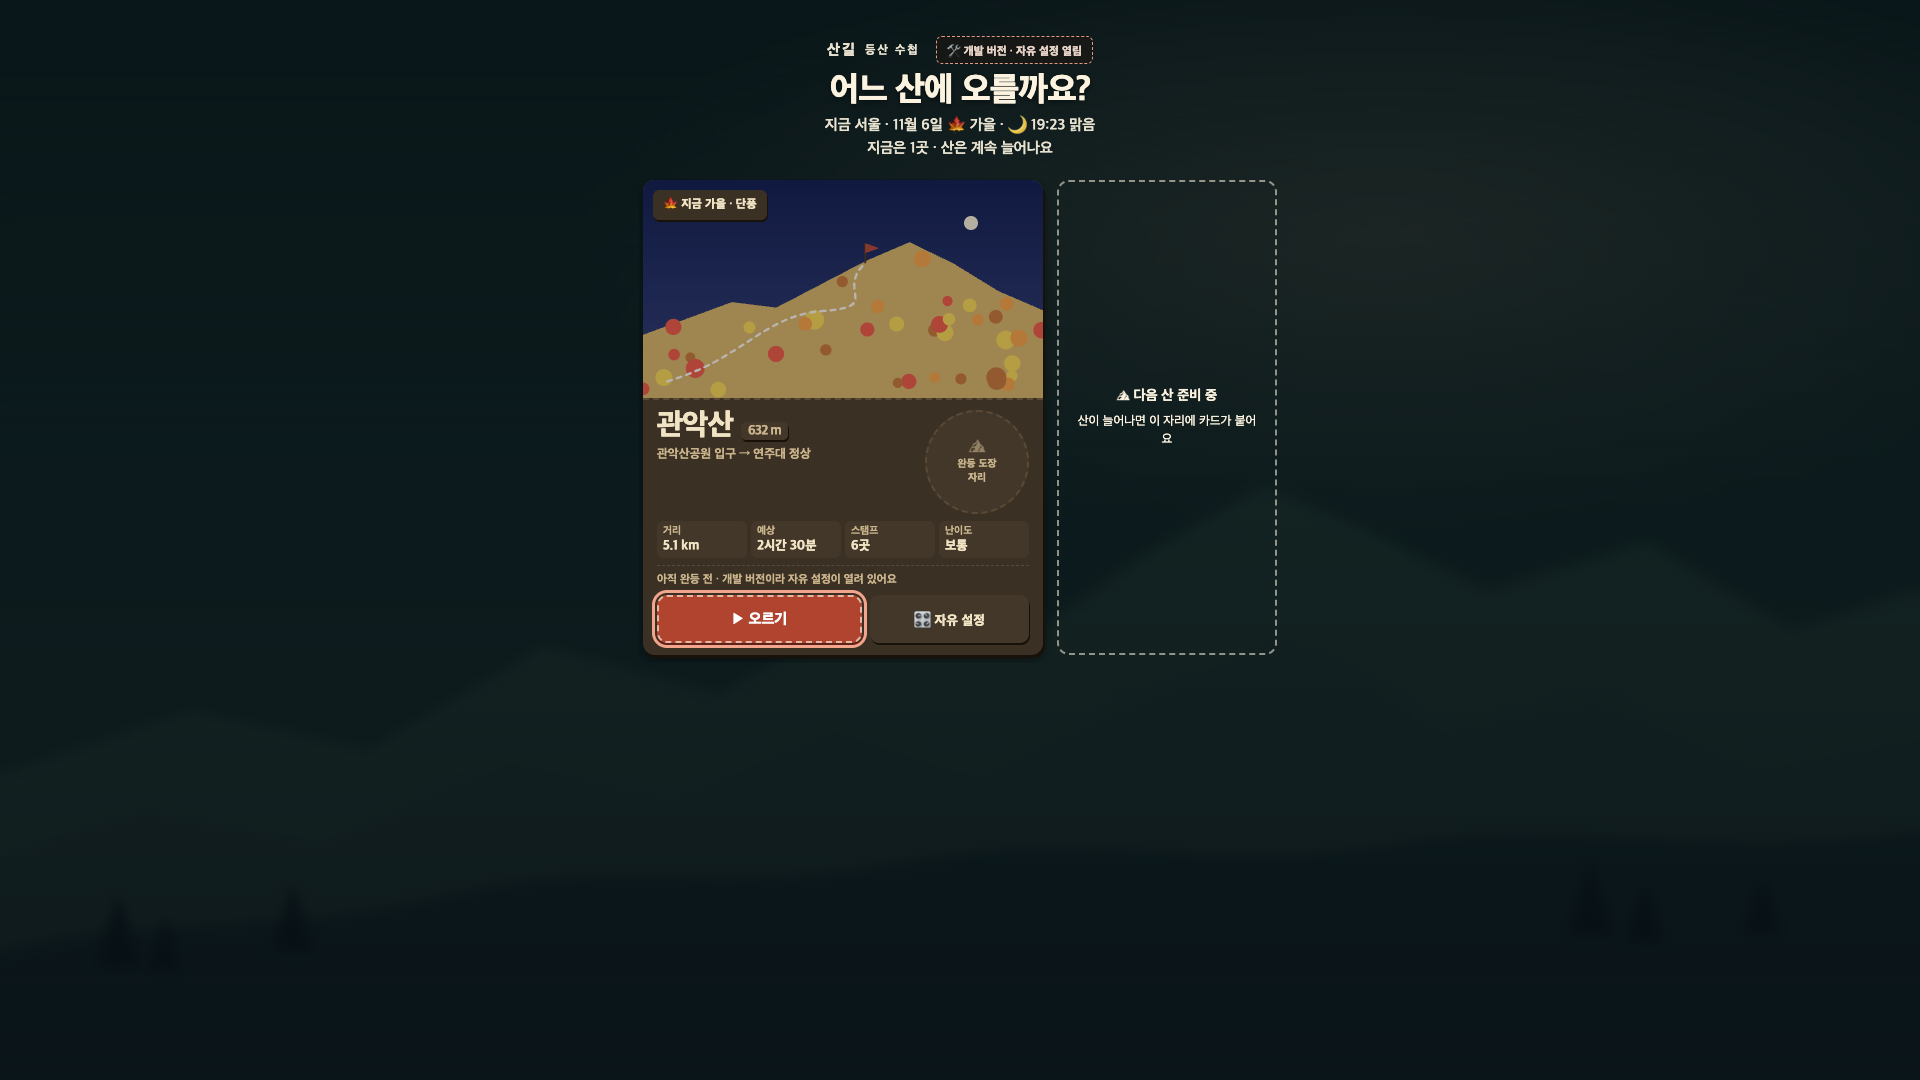 산길 등산 수첩 🛠 개발 버전 · 자유 설정 열림
어느 산에 오를까요?
지금 서울 · 11월 6일 🍁 가을 · 🌙 19:23 맑음
지금은 1곳 · 산은 계속 늘어나요
🍁 지금 가을 · 단풍
관악산 632 m
관악산공원 입구 → 연주대 정상
완등 도장
자리
거리
5.1 km
예상
2시간 30분
스탬프
6곳
난이도
보통
아직 완등 전 · 개발 버전이라 자유 설정이 열려 있어요
▶ 오르기
🎛 자유 설정
⛰ 다음 산 준비 중
산이 늘어나면 이 자리에 카드가 붙어
요